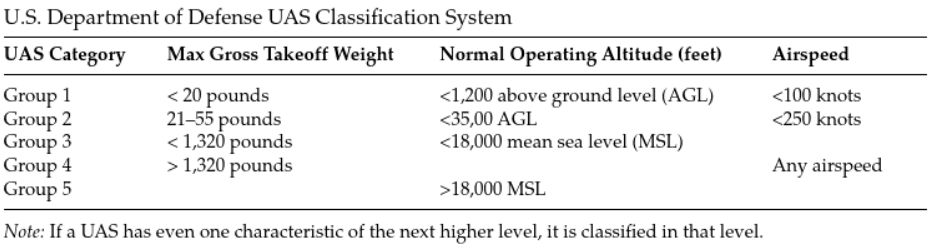 U.S. Department of Defense UAS Classification System
UAS Category Max Gross Takeoff Weight Normal Operating Altitude (feet) Airspeed
Group 1 < 20 pounds <1,200 above ground level (AGL) <100 knots
Group 2 21–55 pounds <35,00 AGL <250 knots
Group 3 < 1,320 pounds <18,000 mean sea level (MSL)
Group 4 > 1,320 pounds Any airspeed
Group 5 >18,000 MSL
Note: If a UAS has even one characteristic of the next higher level, it is classified in that level.